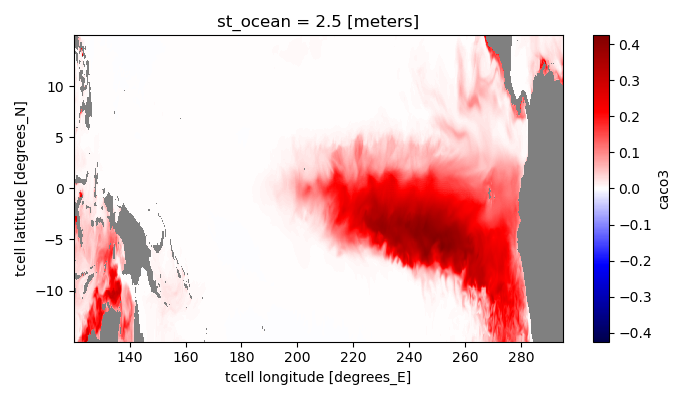 st_ocean = 2.5 [meters]
tcell latitude [degrees_N]
10
5
0
−5
−10
140 160 180 200 220 240 260 280
tcell longitude [degrees_E]
0.4
0.3
0.2
0.1
0.0
−0.1
−0.2
−0.3
−0.4
caco3